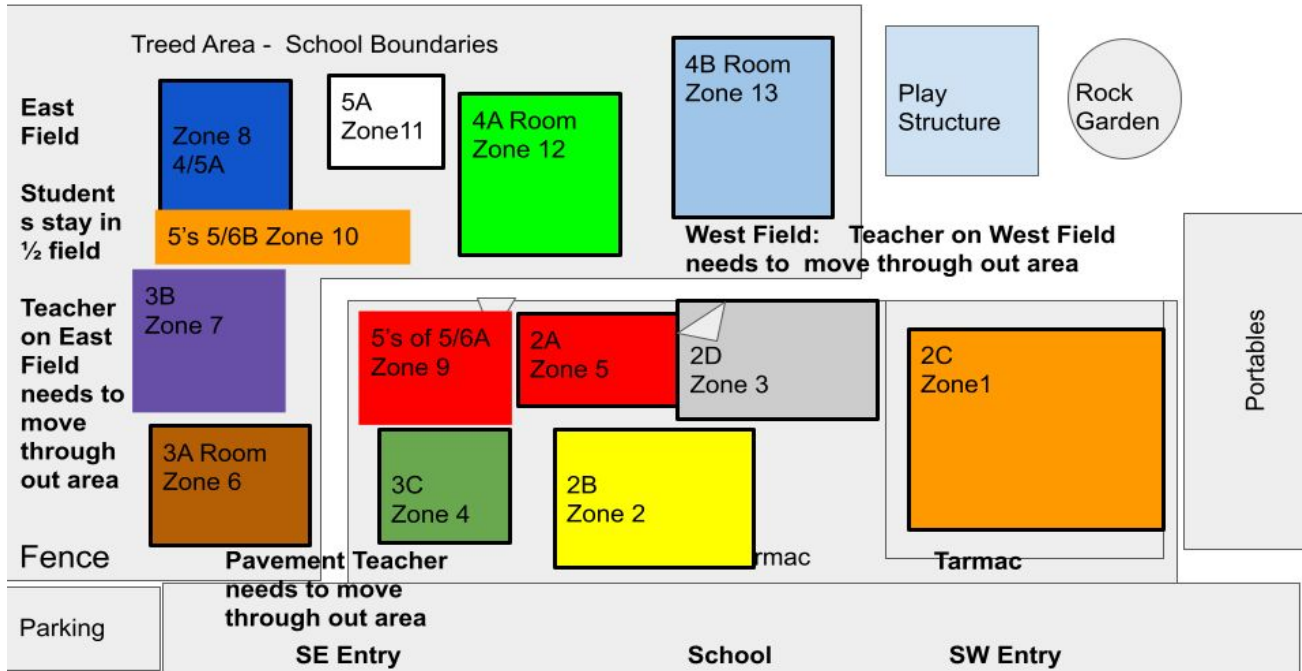 Treed Area - School Boundaries
East
Field
Student
s stay in
½ field
Teacher
on East
Field
needs to
move
through
out area
Fence
Zone 8
4/5A
5A
Zone11
4A Room
Zone 12
4B Room
Zone 13
Play
Structure
Rock
Garden
5's 5/6B Zone 10
West Field: Teacher on West Field
needs to move through out area
3B
Zone 7
5's of 5/6A
Zone 9
2A
Zone 5
2D
Zone 3
2C
Zone1
Portables
3A Room
Zone 6
3C
Zone 4
2B
Zone 2
rmac
Tarmac
Pavement Teacher
needs to move
through out area
Parking
SE Entry
School
SW Entry